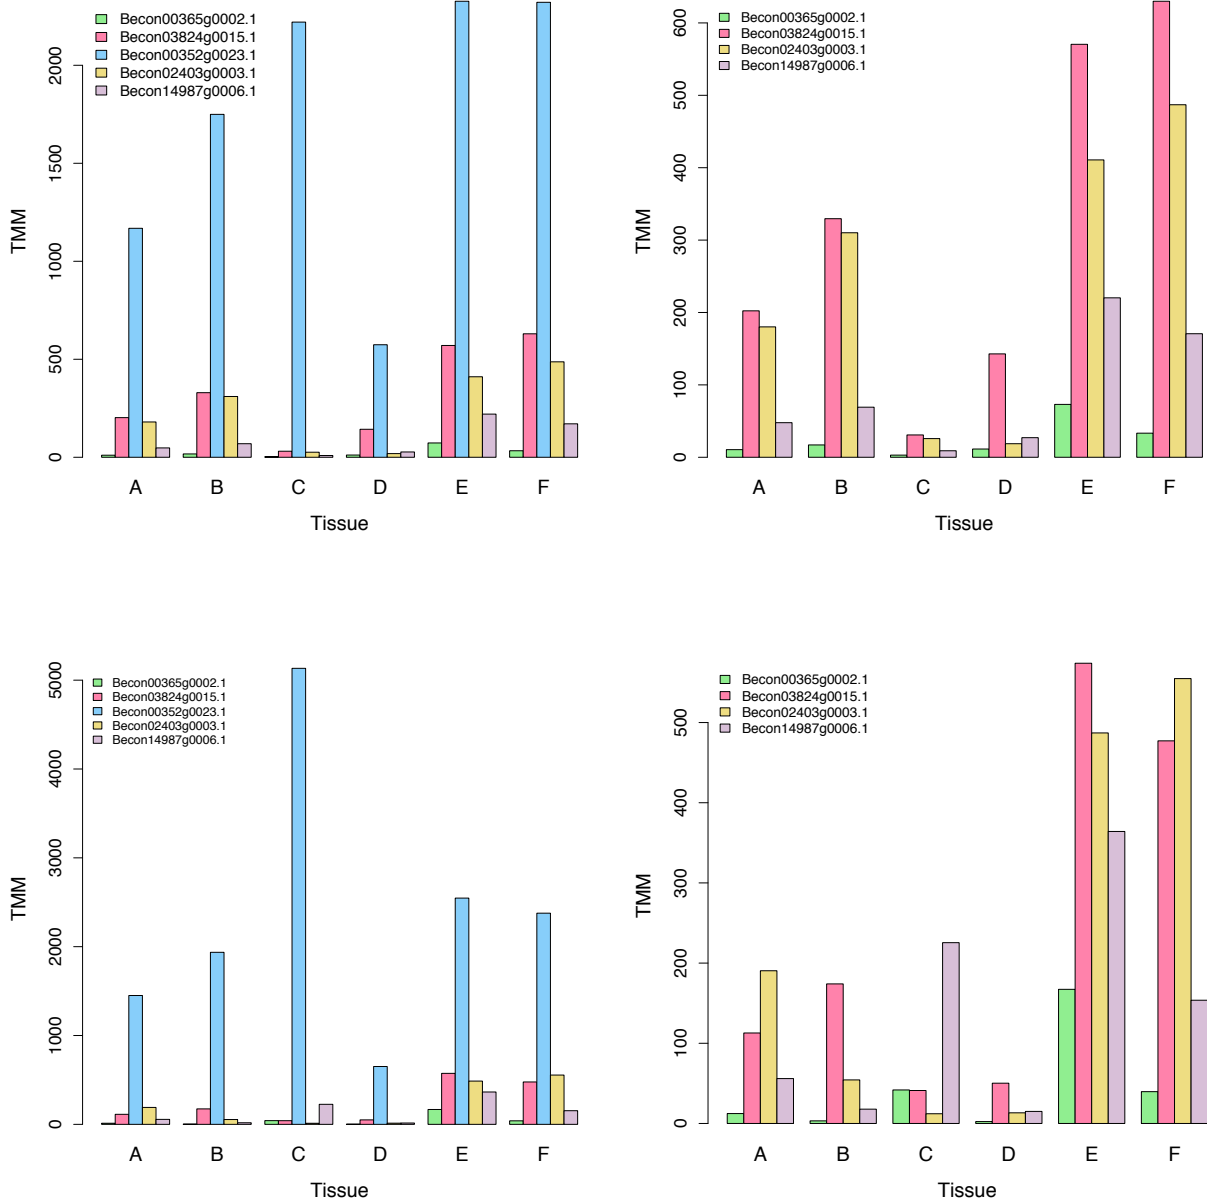 Becon00365g0002.1
Becon03824g0015.1
Becon00352g0023.1
Becon02403g0003.1
Becon14987g0006.1
TMM
2000
1500
1000
500
0
A B C D E F
Tissue
Becon00365g0002.1
Becon03824g0015.1
Becon02403g0003.1
Becon14987g0006.1
TMM
600
500
400
300
200
100
0
A B C D E F
Tissue
Becon00365g0002.1
Becon03824g0015.1
Becon00352g0023.1
Becon02403g0003.1
Becon14987g0006.1
TMM
5000
4000
3000
2000
1000
0
A B C D E F
Tissue
Becon00365g0002.1
Becon03824g0015.1
Becon02403g0003.1
Becon14987g0006.1
TMM
500
400
300
200
100
0
A B C D E F
Tissue